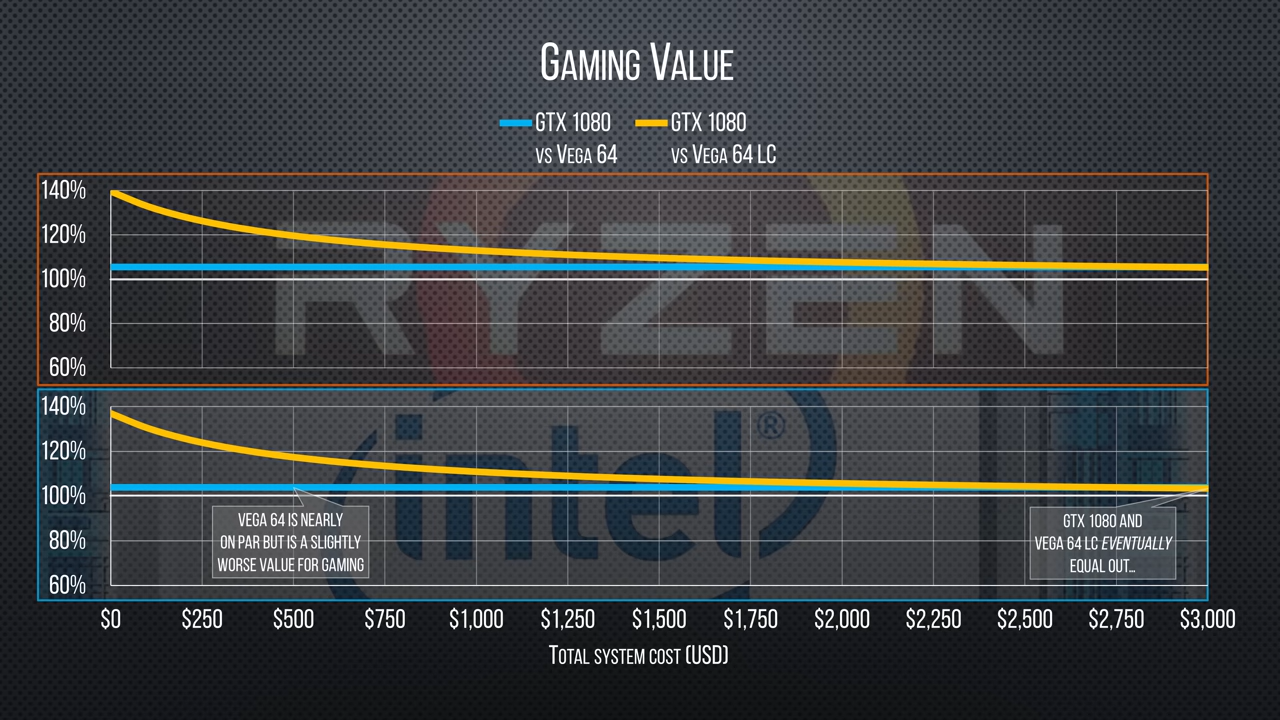 Gaming Value
GTX 1080
vs Vega 64
GTX 1080
vs Vega 64 LC
140%
120%
100%
80%
60%
RYZEN
140%
120%
100%
80%
60%
intel®
VEGA 64 IS NEARLY
ON PAR BUT IS A SLIGHTLY
WORSE VALUE FOR GAMING
GTX 1080 AND
VEGA 64 LC EVENTUALLY
EQUAL OUT...
$0 $250 $500 $750 $1,000 $1,250 $1,500 $1,750 $2,000 $2,250 $2,500 $2,750 $3,000
Total system cost (USD)